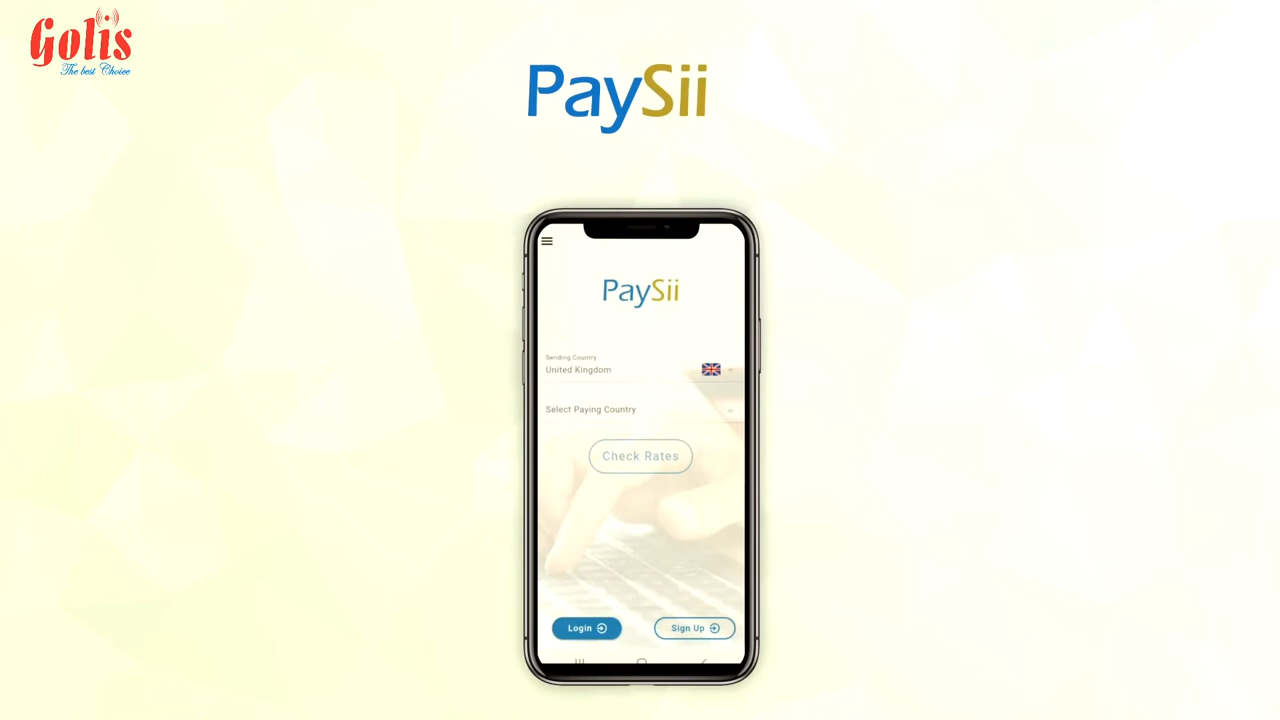 Golis
The best Choice
PaySii
PaySii
Sending Country
United Kingdom
Select Paying Country
Check Rates
Login
Sign Up